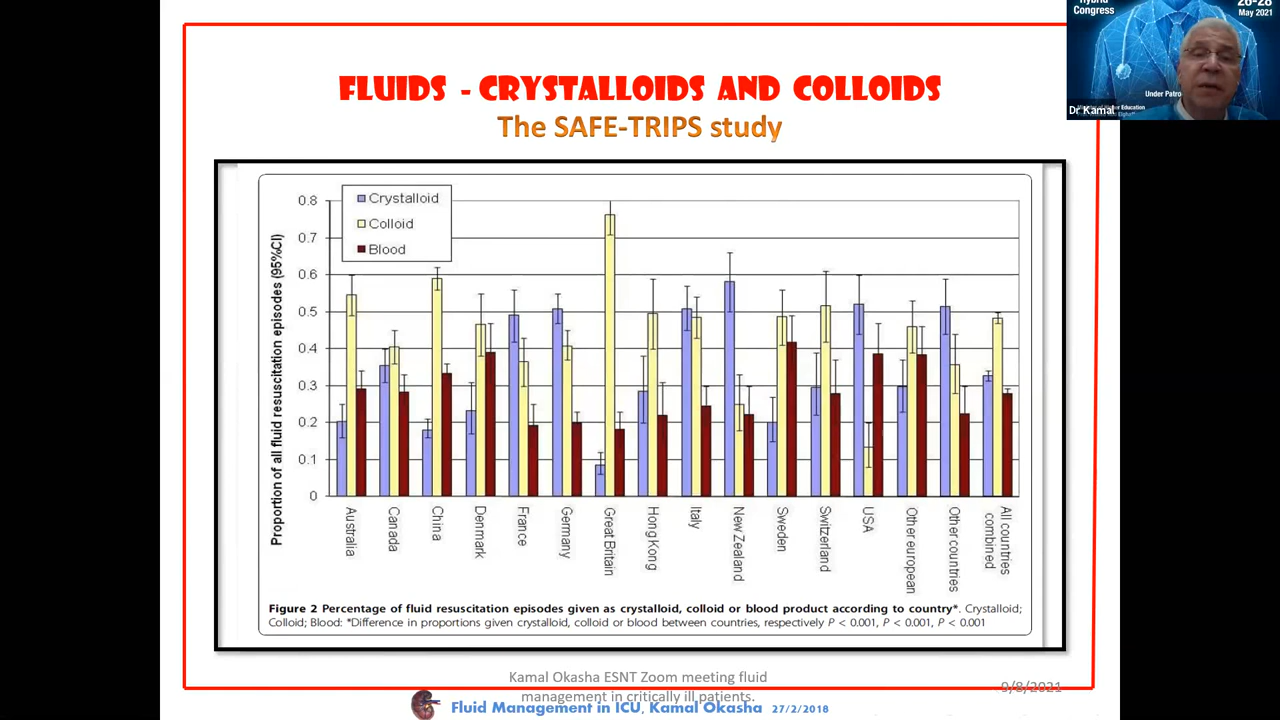 Hybrid
Congress
26-28
May 2021
Under Patro
Dr Kamal
FLUIDS - CRYSTALLOIDS AND COLLOIDS
The SAFE-TRIPS study
Crystalloid
Colloid
Blood
Proportion of all fluid resuscitation episodes (95%CI)
0.8
0.7
0.6
0.5
0.4
0.3
0.2
0.1
0
Australia
Canada
China
Denmark
France
Germany
Great Britain
Hong Kong
Italy
New Zealand
Sweden
Switzerland
USA
Other european
Other countries
All countries
combined
Figure 2 Percentage of fluid resuscitation episodes given as crystalloid, colloid or blood product according to country*. Crystalloid;
Colloid; Blood: *Difference in proportions given crystalloid, colloid or blood between countries, respectively P < 0.001, P < 0.001, P < 0.001
Kamal Okasha ESNT Zoom meeting fluid
management in critically ill patients.
9/8/2021
Fluid Management in ICU, Kamal Okasha 27/2/2018